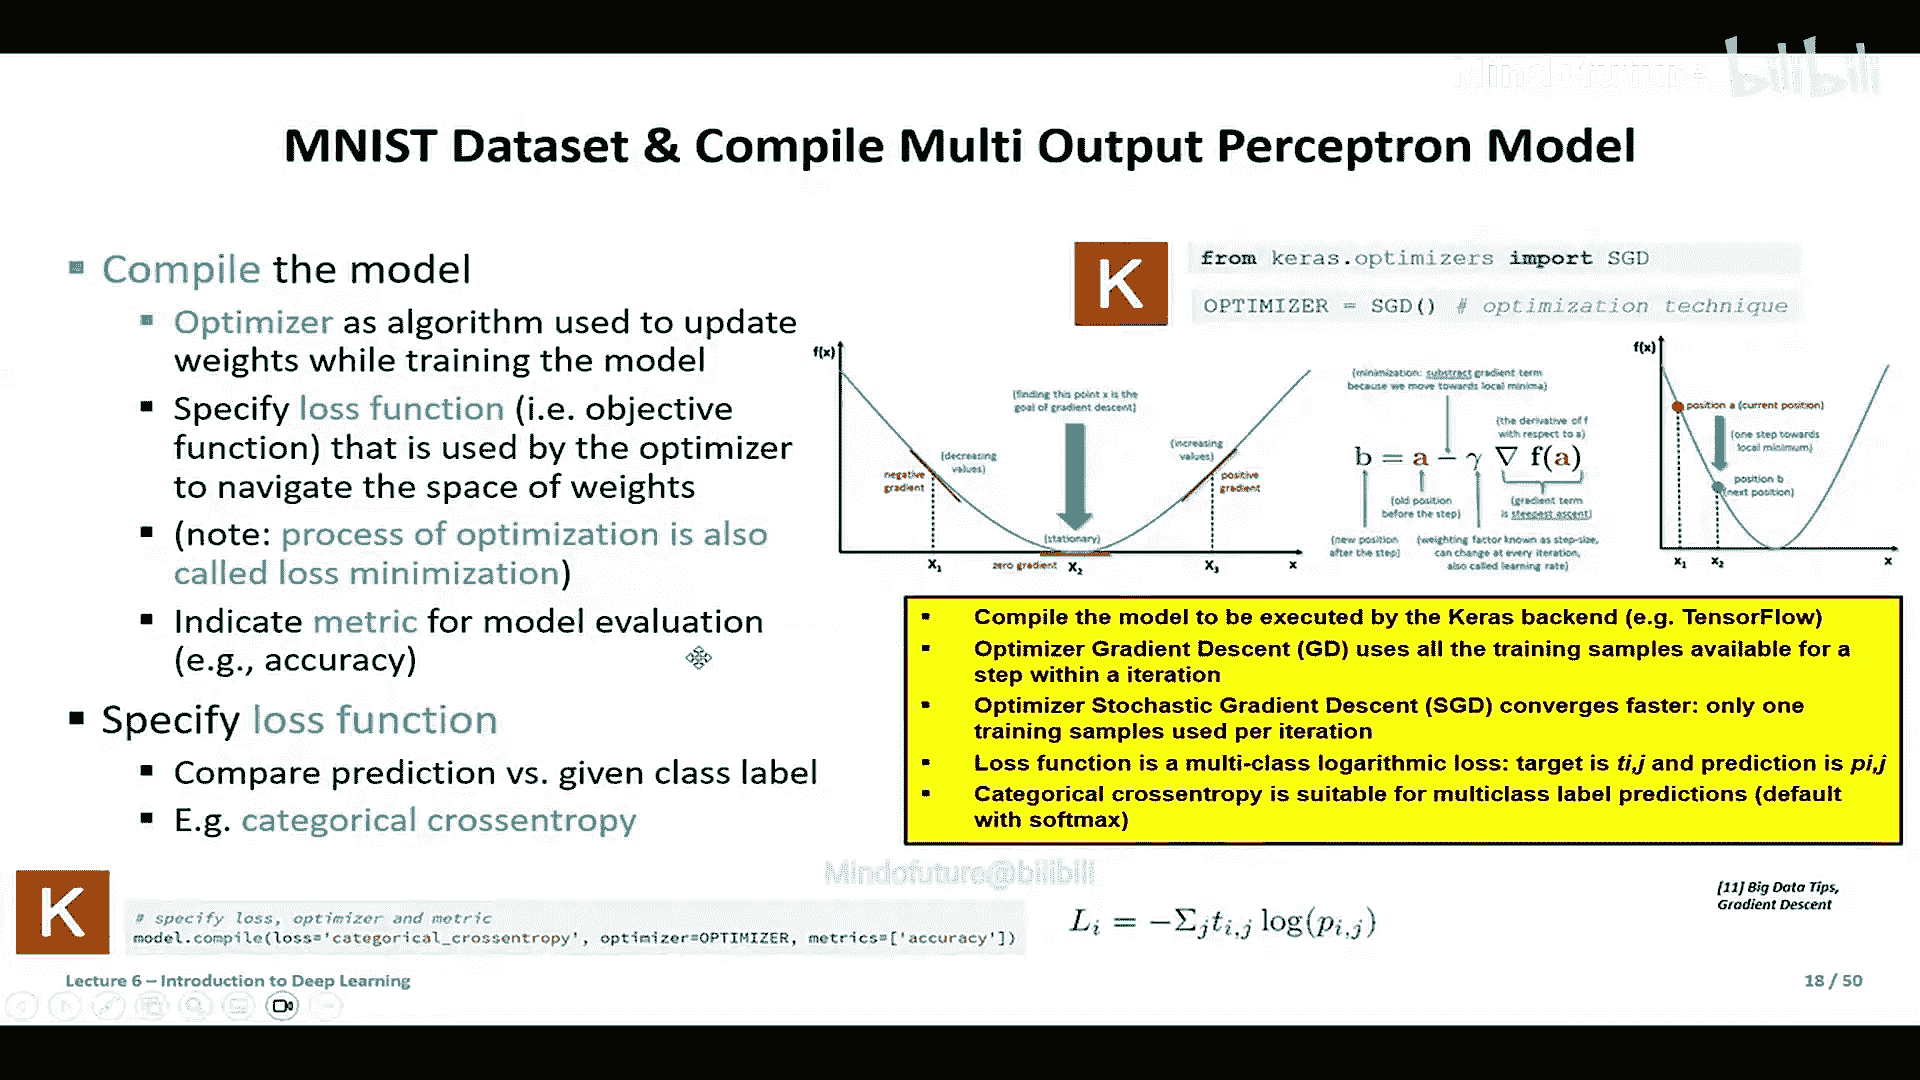 Mindofuture bilibili
MNIST Dataset & Compile Multi Output Perceptron Model
▪ Compile the model
▪ Optimizer as algorithm used to update
weights while training the model
▪ Specify loss function (i.e. objective
function) that is used by the optimizer
to navigate the space of weights
▪ (note: process of optimization is also
called loss minimization)
▪ Indicate metric for model evaluation
(e.g., accuracy)
▪ Specify loss function
▪ Compare prediction vs. given class label
▪ E.g. categorical crossentropy
K
from keras.optimizers import SGD
OPTIMIZER = SGD() # optimization technique
f(x)
(finding this point x is the
goal of gradient descent)
(decreasing
values)
negative
gradient
(increasing
values)
positive
gradient
(stationary)
zero gradient
X₁
X₂
X₃
x
(minimization: substract gradient term
because we move towards local minima)
(the derivative of f
with respect to a)
b = a − γ ∇ f(a)
(old position
before the step)
(gradient term
is steepest ascent)
(new position
after the step)
(weighting factor known as step-size,
can change at every iteration,
also called learning rate)
f(x)
position a (current position)
(one step towards
local minimum)
position b
(next position)
X₁
X₂
x
▪ Compile the model to be executed by the Keras backend (e.g. TensorFlow)
▪ Optimizer Gradient Descent (GD) uses all the training samples available for a
step within a iteration
▪ Optimizer Stochastic Gradient Descent (SGD) converges faster: only one
training samples used per iteration
▪ Loss function is a multi-class logarithmic loss: target is ti,j and prediction is pi,j
▪ Categorical crossentropy is suitable for multiclass label predictions (default
with softmax)
Mindofuture@bilibili
K
# specify loss, optimizer and metric
model.compile(loss='categorical_crossentropy', optimizer=OPTIMIZER, metrics=['accuracy'])
Lᵢ = −Σⱼtᵢ,ⱼ log(pᵢ,ⱼ)
[11] Big Data Tips,
Gradient Descent
Lecture 6 – Introduction to Deep Learning
18 / 50